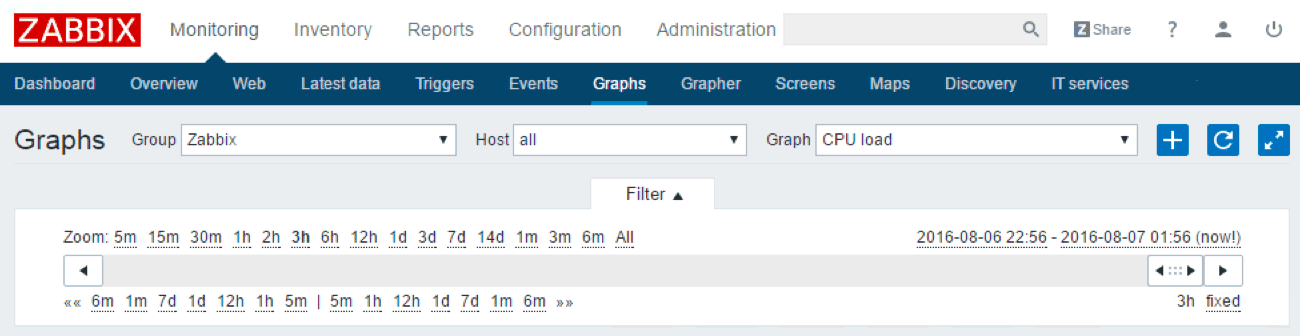 ZABBIX Monitoring Inventory Reports Configuration Administration Z Share ?
Dashboard Overview Web Latest data Triggers Events Graphs Grapher Screens Maps Discovery IT services
Graphs Group Zabbix ▼ Host all ▼ Graph CPU load ▼ +
Filter ▲
Zoom: 5m 15m 30m 1h 2h 3h 6h 12h 1d 3d 7d 14d 1m 3m 6m All 2016-08-06 22:56 - 2016-08-07 01:56 (now!)
«« 6m 1m 7d 1d 12h 1h 5m | 5m 1h 12h 1d 7d 1m 6m »» 3h fixed